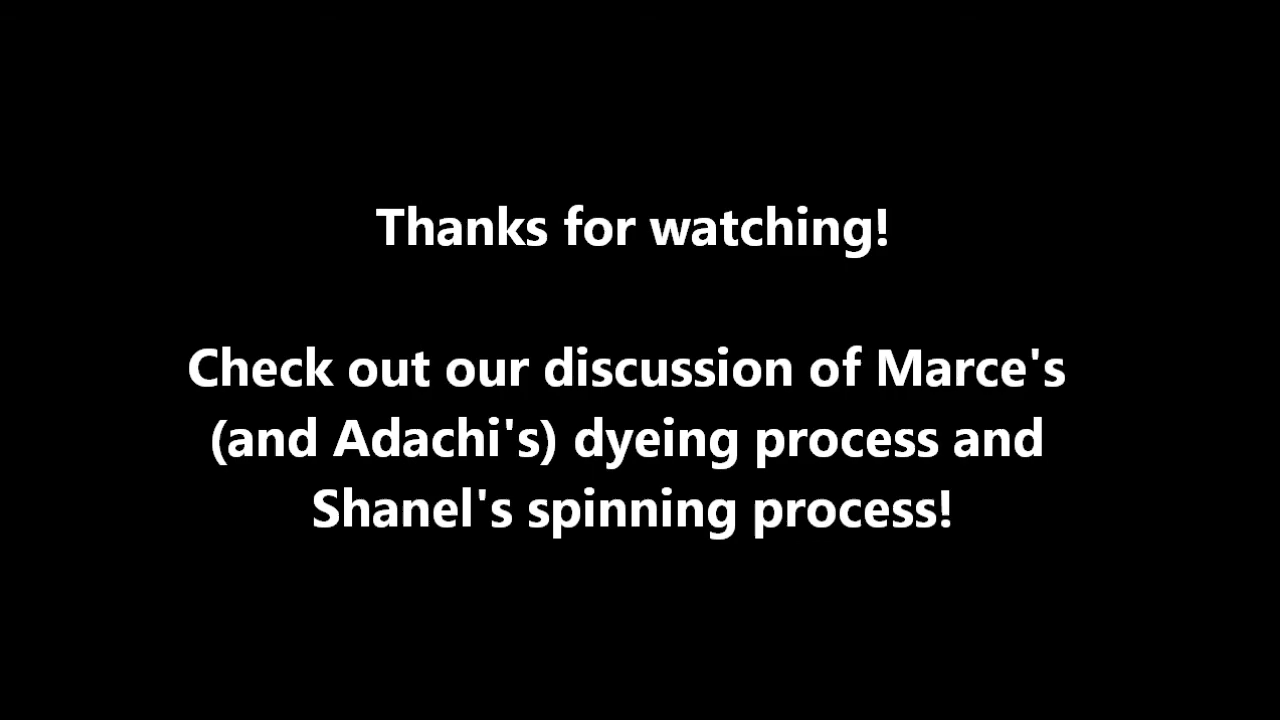 Thanks for watching!
Check out our discussion of Marce's
(and Adachi's) dyeing process and
Shanel's spinning process!